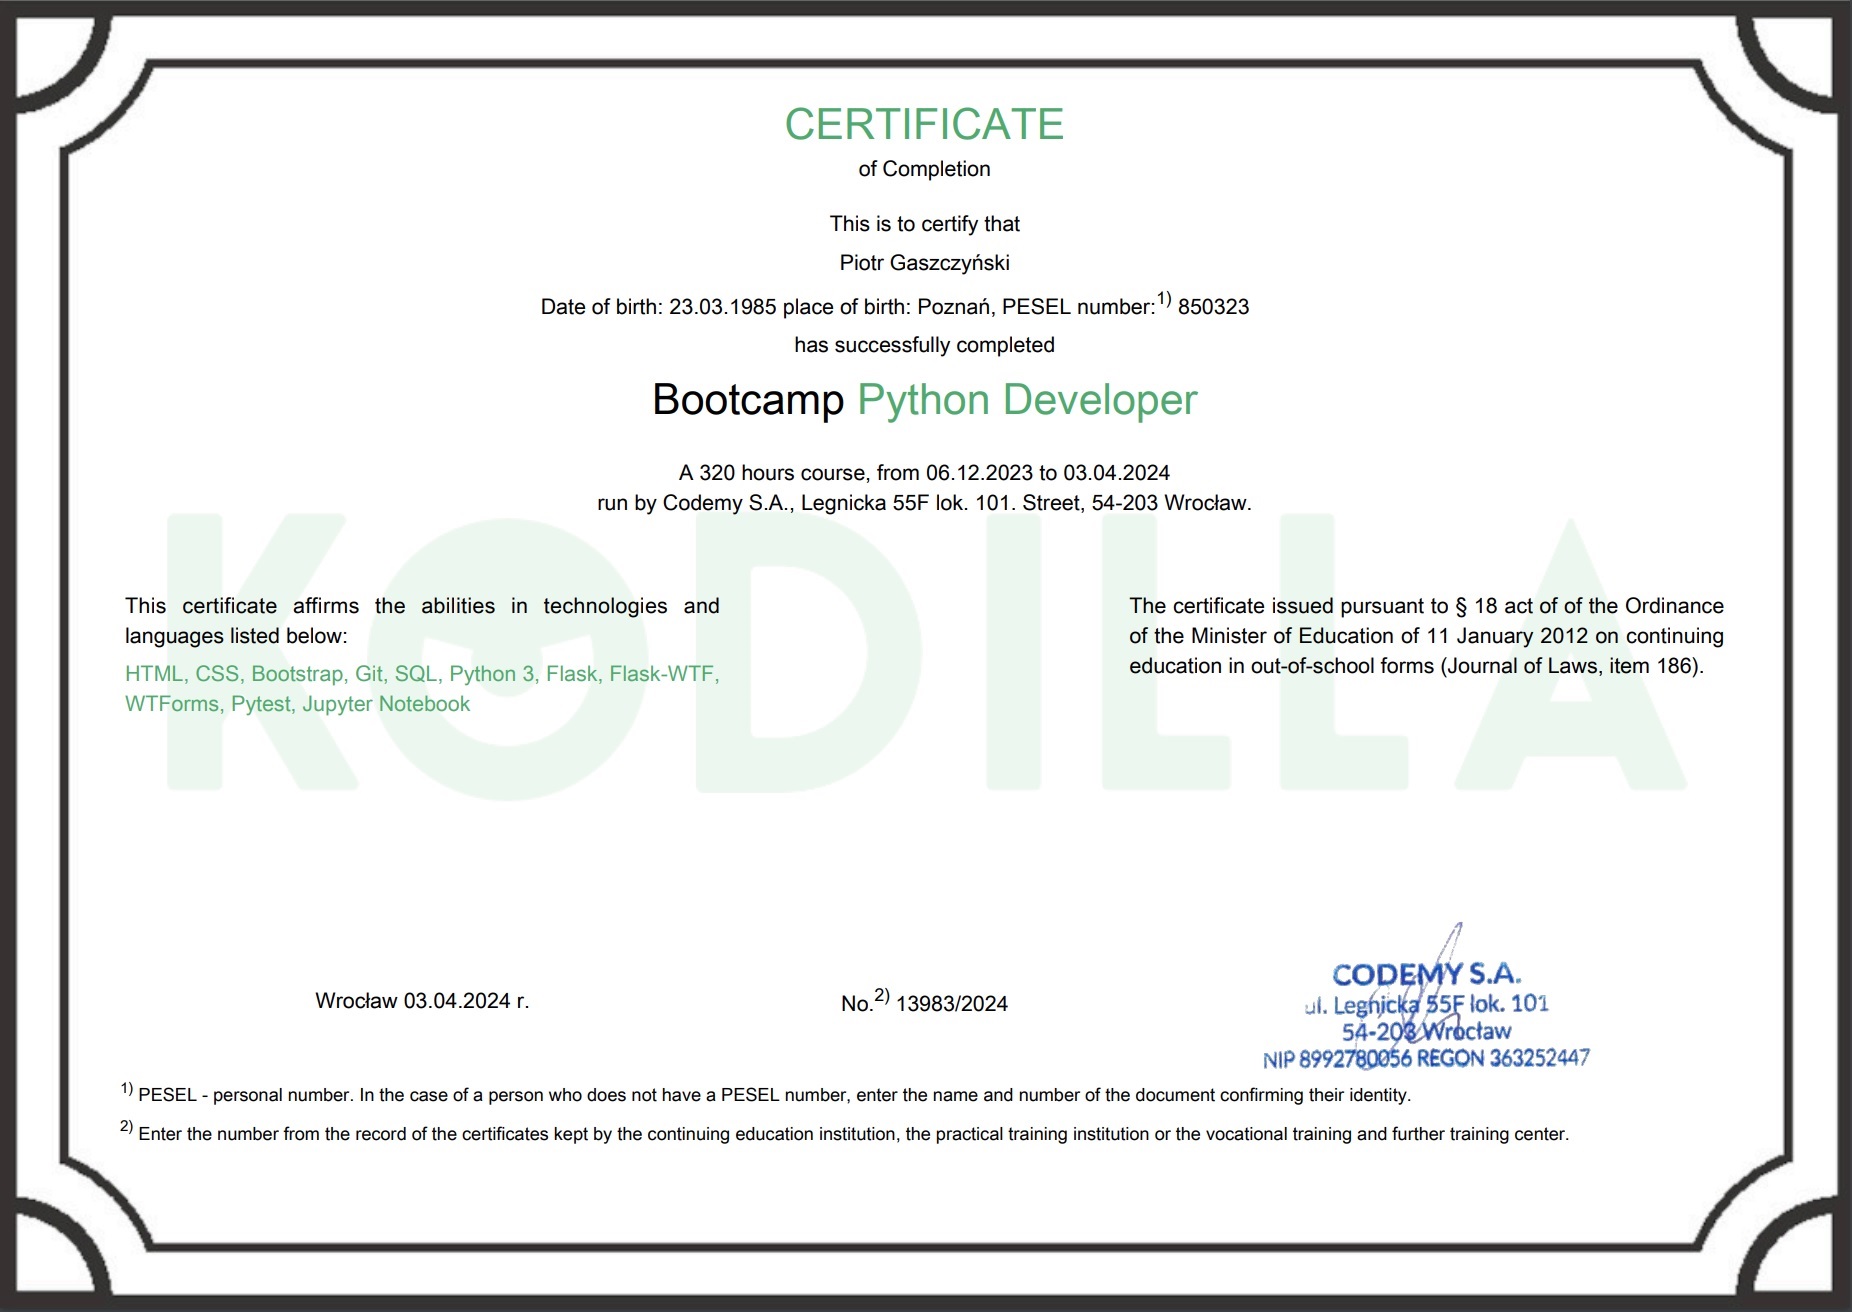 CERTIFICATE
of Completion
This is to certify that
Piotr Gaszczyński
Date of birth: 23.03.1985 place of birth: Poznań, PESEL number:1) 850323
has successfully completed
Bootcamp Python Developer
A 320 hours course, from 06.12.2023 to 03.04.2024
run by Codemy S.A., Legnicka 55F lok. 101. Street, 54-203 Wrocław.
KODILLA
This certificate affirms the abilities in technologies and
languages listed below:
HTML, CSS, Bootstrap, Git, SQL, Python 3, Flask, Flask-WTF,
WTForms, Pytest, Jupyter Notebook
The certificate issued pursuant to § 18 act of of the Ordinance
of the Minister of Education of 11 January 2012 on continuing
education in out-of-school forms (Journal of Laws, item 186).
Wrocław 03.04.2024 r.
No.2) 13983/2024
CODEMY S.A.
ul. Legnicka 55F lok. 101
54-203 Wrocław
NIP 8992780056 REGON 363252447
1) PESEL - personal number. In the case of a person who does not have a PESEL number, enter the name and number of the document confirming their identity.
2) Enter the number from the record of the certificates kept by the continuing education institution, the practical training institution or the vocational training and further training center.